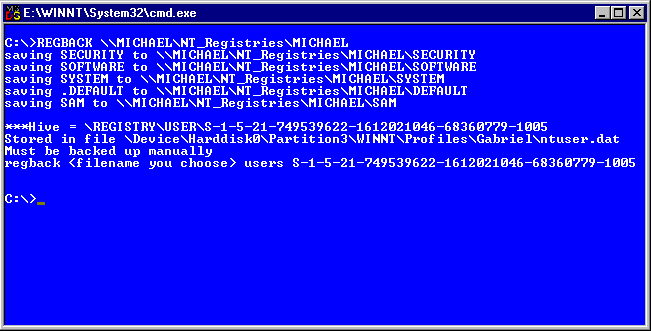 E:\WINNT\System32\cmd.exe
C:\>REGBACK \\MICHAEL\NT_Registries\MICHAEL
saving SECURITY to \\MICHAEL\NT_Registries\MICHAEL\SECURITY
saving SOFTWARE to \\MICHAEL\NT_Registries\MICHAEL\SOFTWARE
saving SYSTEM to \\MICHAEL\NT_Registries\MICHAEL\SYSTEM
saving .DEFAULT to \\MICHAEL\NT_Registries\MICHAEL\DEFAULT
saving SAM to \\MICHAEL\NT_Registries\MICHAEL\SAM
***Hive = \REGISTRY\USER\S-1-5-21-749539622-1612021046-68360779-1005
Stored in file \Device\Harddisk0\Partition3\WINNT\Profiles\Gabriel\ntuser.dat
Must be backed up manually
regback <filename you choose> users S-1-5-21-749539622-1612021046-68360779-1005
C:\>_